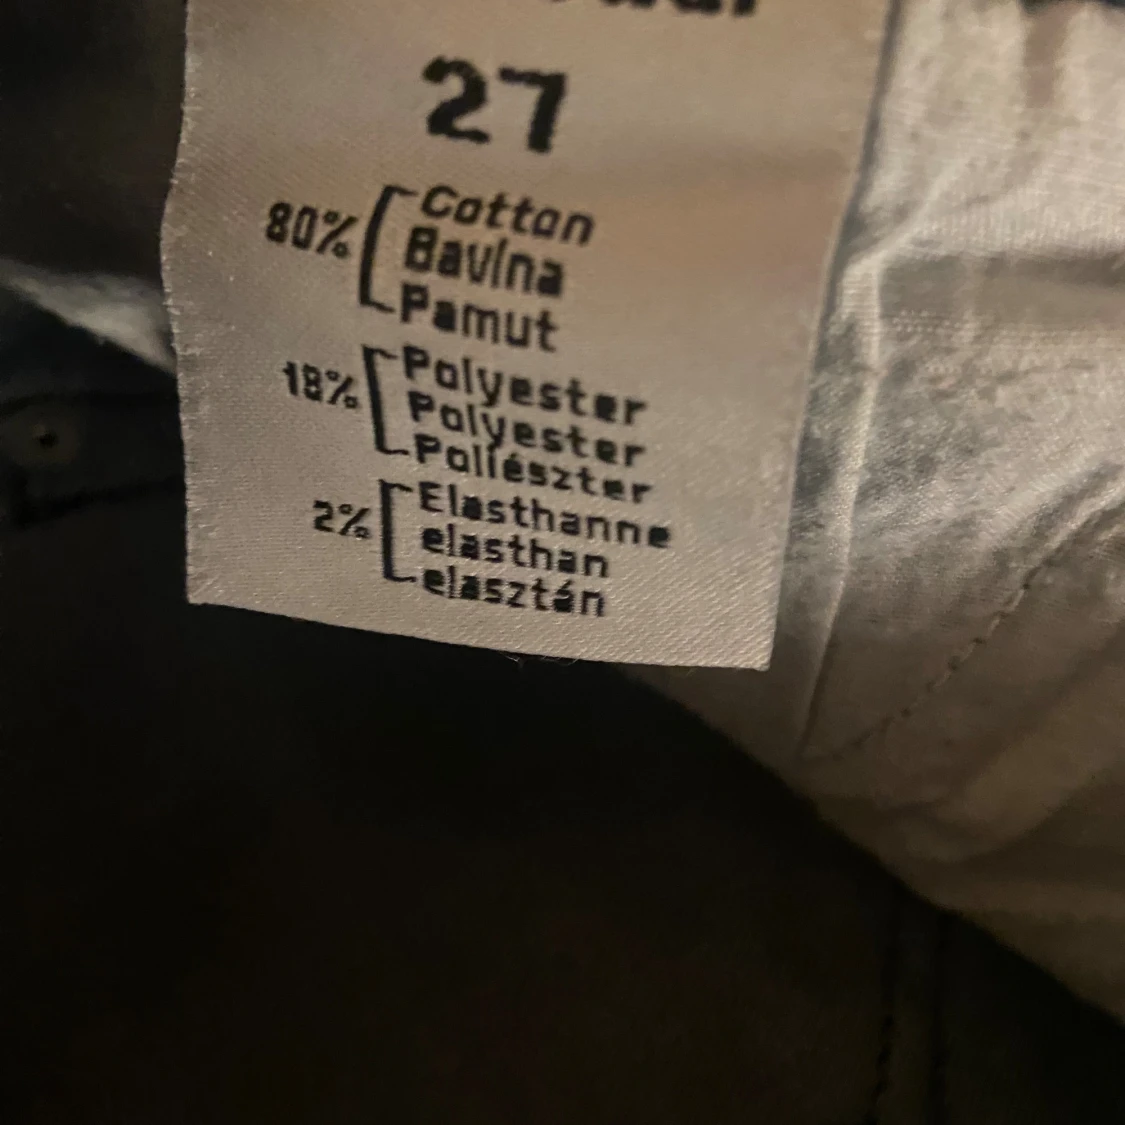 27
80% Cotton
Bavlna
Pamut
18% Polyester
Polyester
Poliészter
2% Elasthanne
elasthan
elasztán